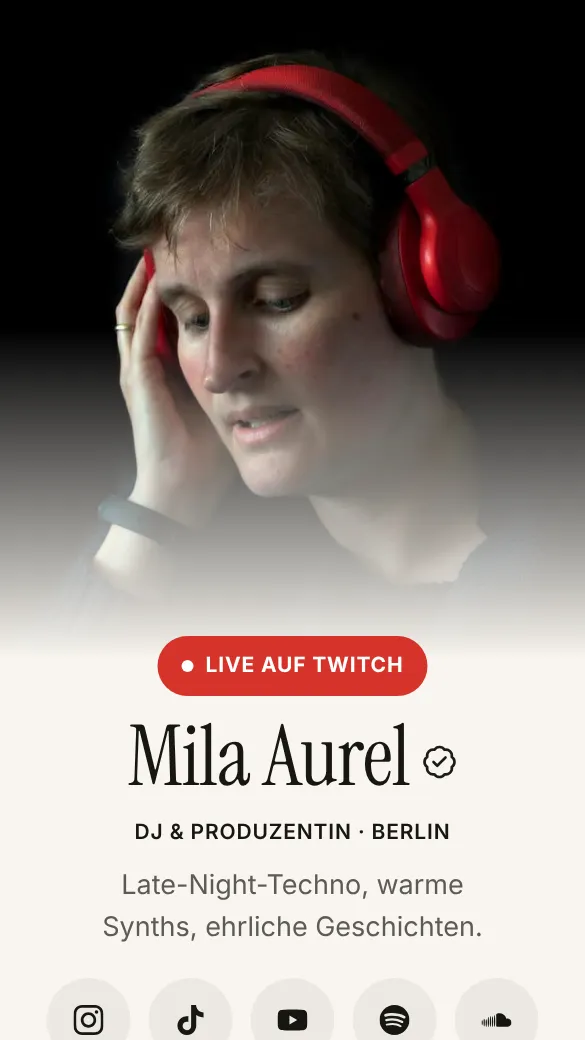 LIVE AUF TWITCH
Mila Aurel
DJ & PRODUZENTIN · BERLIN
Late-Night-Techno, warme
Synths, ehrliche Geschichten.